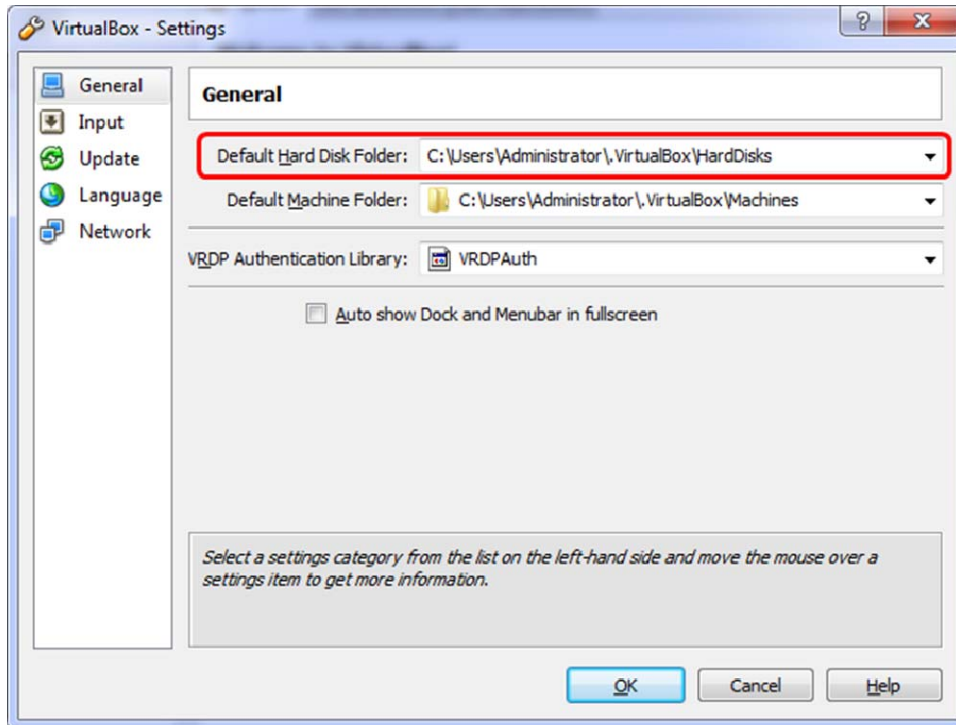 VirtualBox - Settings
General
Input
Update
Language
Network
General
Default Hard Disk Folder: C:\Users\Administrator\.VirtualBox\HardDisks
Default Machine Folder: C:\Users\Administrator\.VirtualBox\Machines
VRDP Authentication Library: VRDPAuth
Auto show Dock and Menubar in fullscreen
Select a settings category from the list on the left-hand side and move the mouse over a
settings item to get more information.
OK Cancel Help